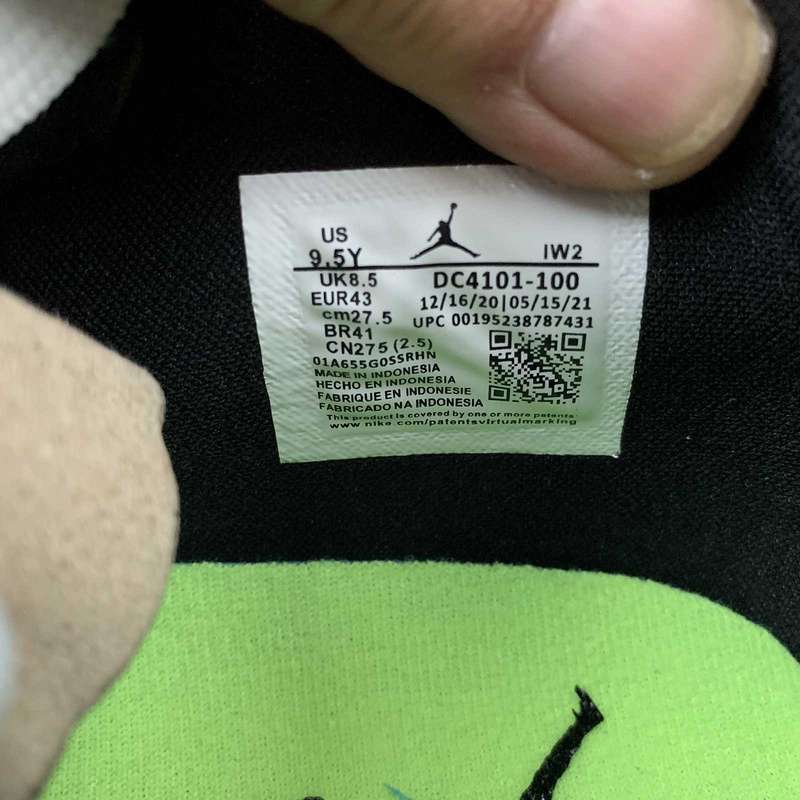 US
9.5Y
IW2
UK8.5
DC4101-100
EUR43
12/16/20|05/15/21
cm27.5
UPC 00195238787431
BR41
CN275 (2.5)
01A655G0SSRHN
MADE IN INDONESIA
HECHO EN INDONESIA
FABRIQUE EN INDONESIE
FABRICADO NA INDONESIA
This product is covered by one or more patents
www.nike.com/patentsvirtualmarking